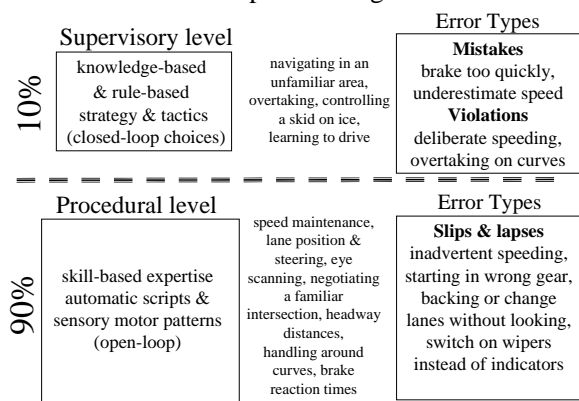 Supervisory level
knowledge-based
& rule-based
strategy & tactics
(closed-loop choices)
10%
navigating in an
unfamiliar area,
overtaking, controlling
a skid on ice,
learning to drive
Error Types
Mistakes
brake too quickly,
underestimate speed
Violations
deliberate speeding,
overtaking on curves
Procedural level
90%
skill-based expertise
automatic scripts &
sensory motor patterns
(open-loop)
speed maintenance,
lane position &
steering, eye
scanning, negotiating
a familiar
intersection, headway
distances,
handling around
curves, brake
reaction times
Error Types
Slips & lapses
inadvertent speeding,
starting in wrong gear,
backing or change
lanes without looking,
switch on wipers
instead of indicators